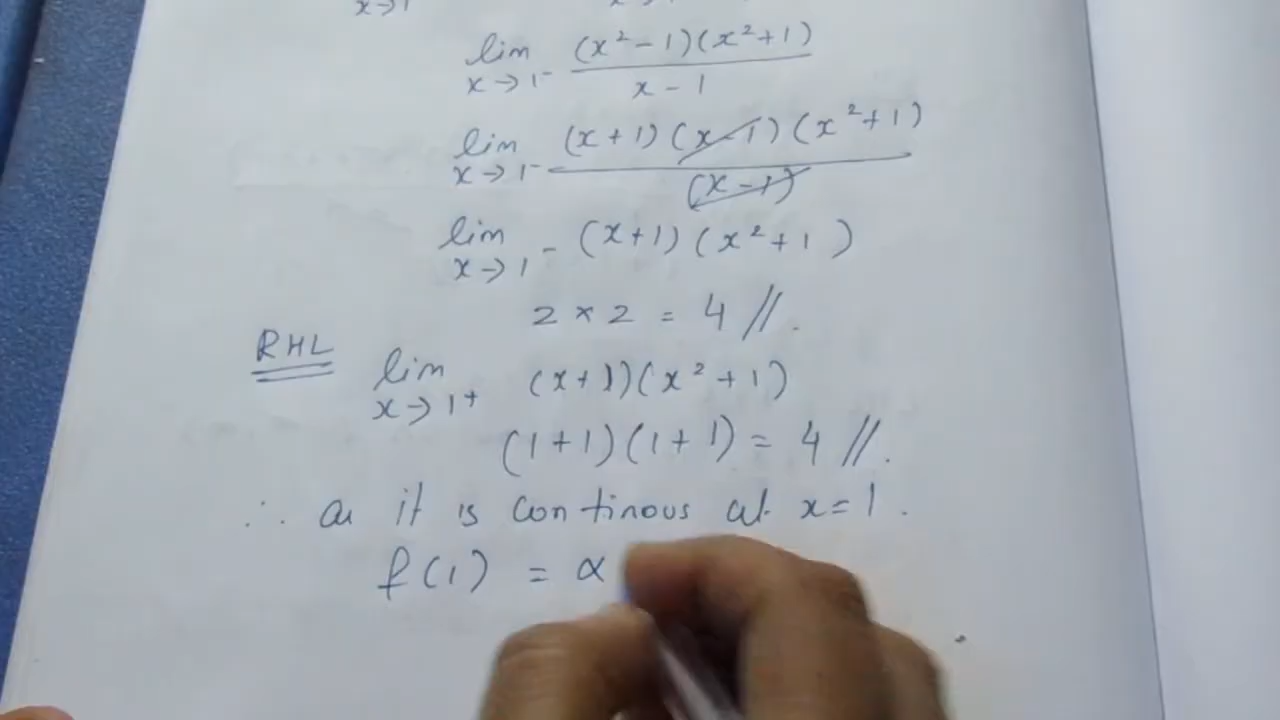 x→1
lim x→1⁻ (x²-1)(x²+1) / x-1
lim x→1⁻ (x+1)(x-1)(x²+1) / (x-1)
lim x→1⁻ (x+1)(x²+1)
2 × 2 = 4 //.
RHL lim x→1⁺ (x+1)(x²+1)
(1+1)(1+1) = 4 //.
∴ as it is continous at x=1.
f(1) = α